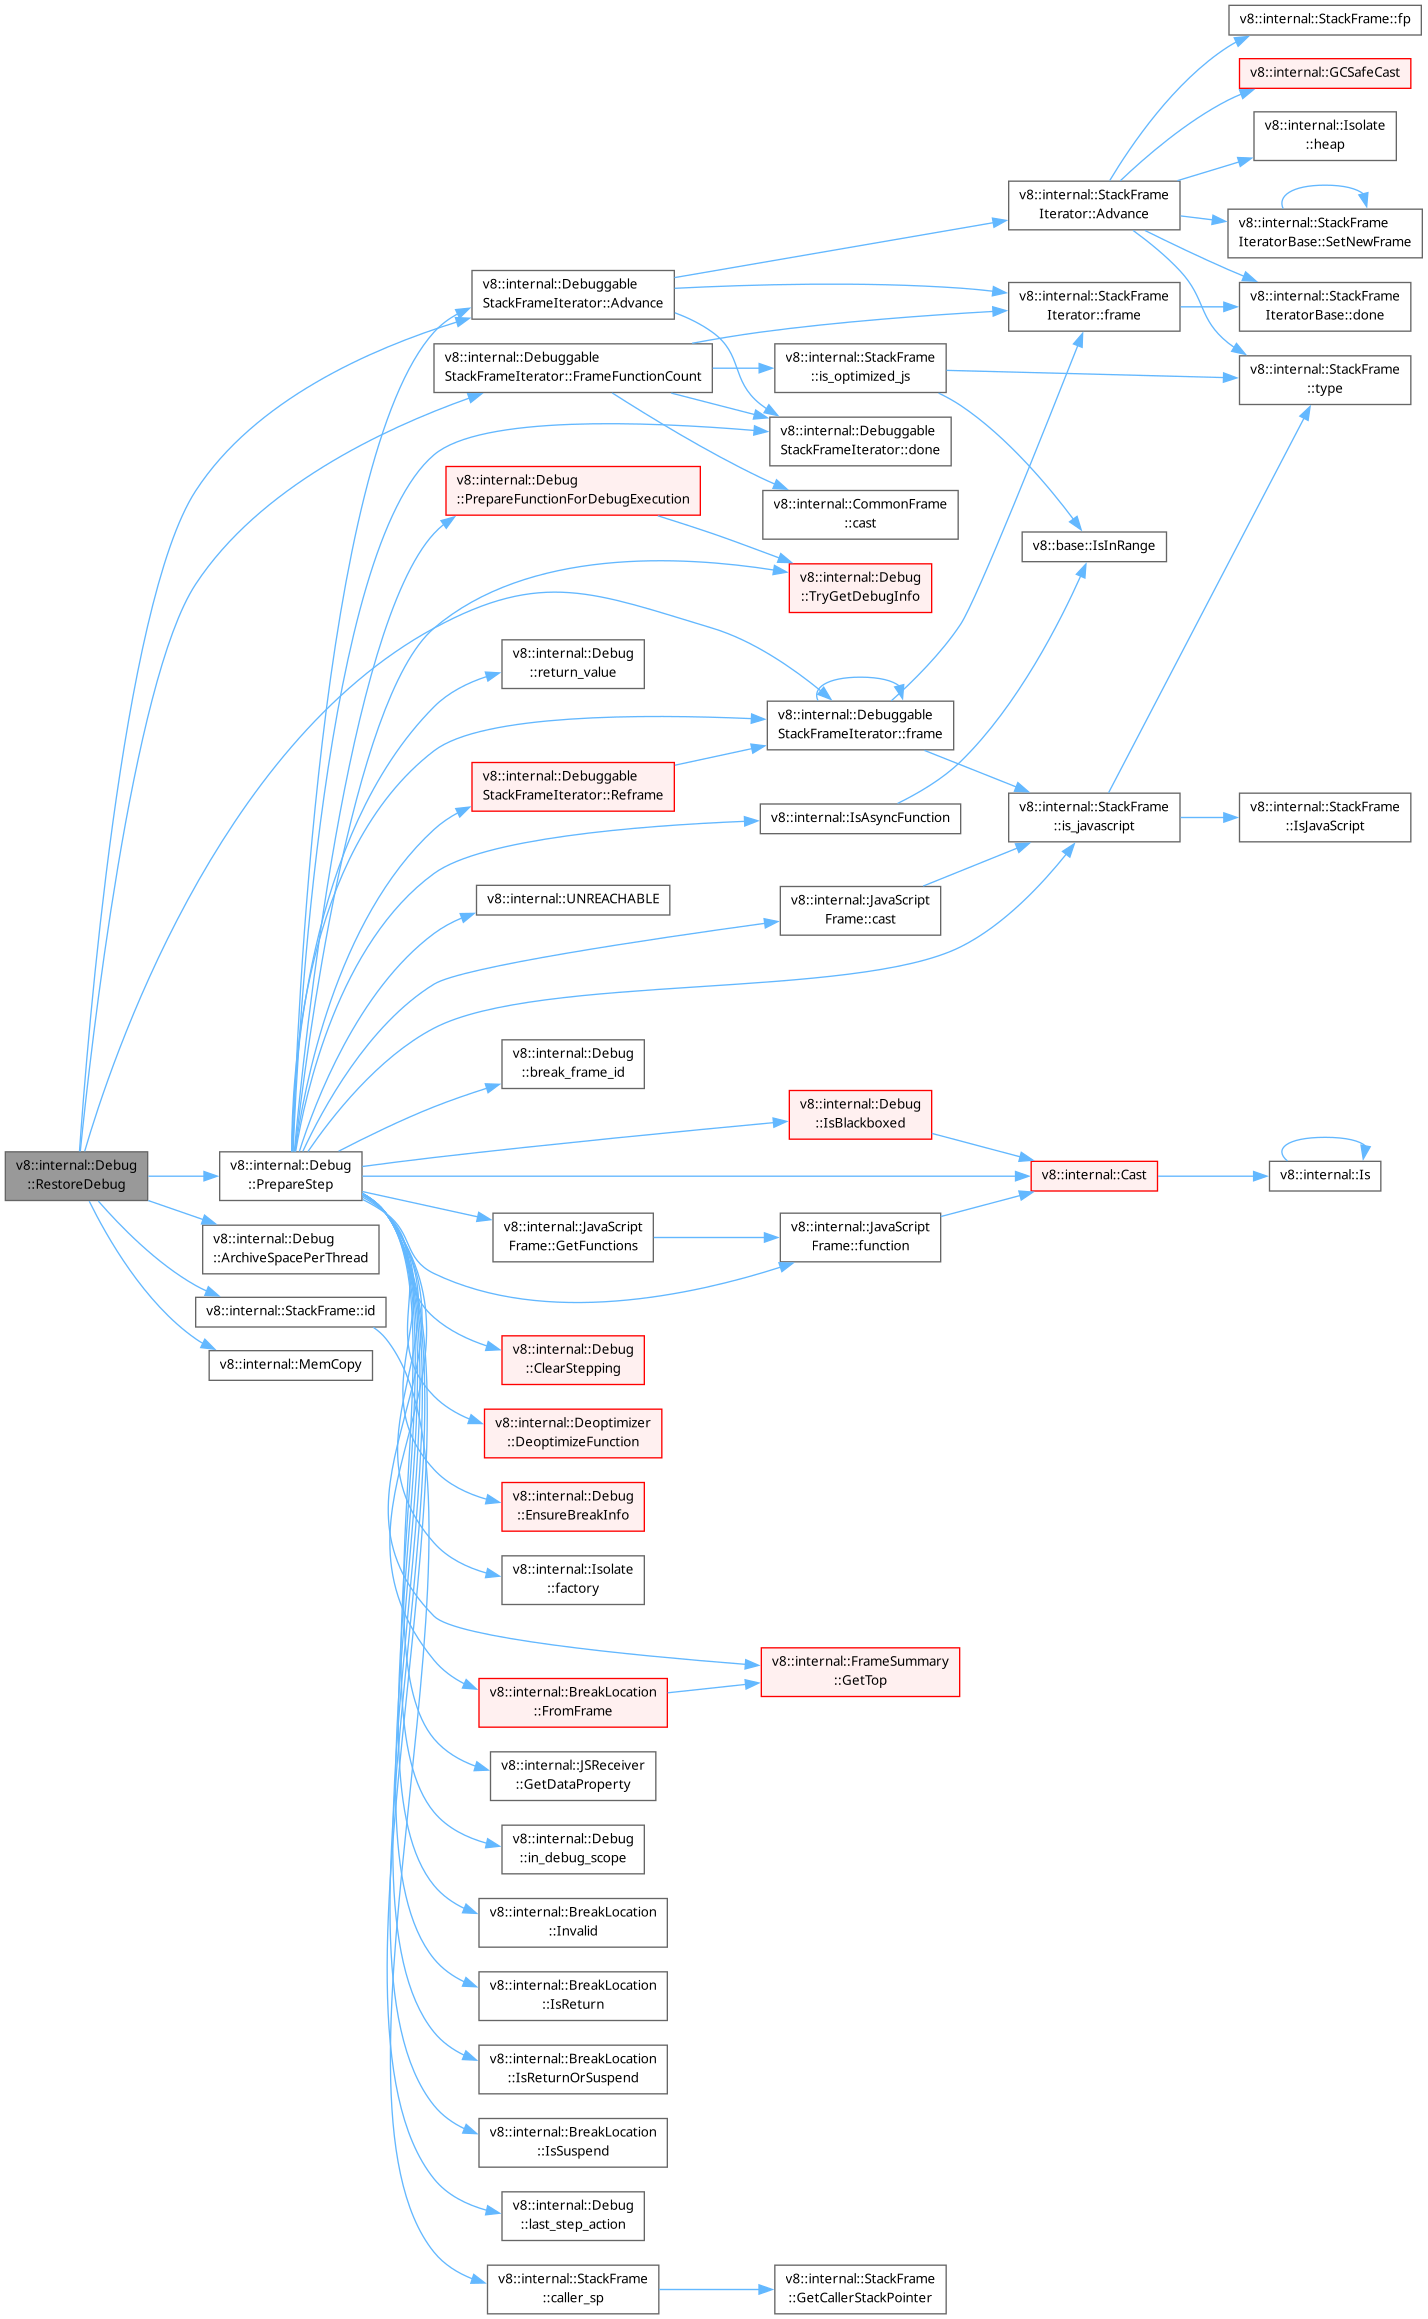 v8::internal::StackFrame::fp
v8::internal::GCSafeCast
v8::internal::Isolate
::heap
v8::internal::StackFrame
Iterator::Advance
v8::internal::StackFrame
IteratorBase::SetNewFrame
v8::internal::Debuggable
StackFrameIterator::Advance
v8::internal::StackFrame
Iterator::frame
v8::internal::StackFrame
IteratorBase::done
v8::internal::Debuggable
StackFrameIterator::FrameFunctionCount
v8::internal::StackFrame
::is_optimized_js
v8::internal::StackFrame
::type
v8::internal::Debuggable
StackFrameIterator::done
v8::internal::Debug
::PrepareFunctionForDebugExecution
v8::internal::CommonFrame
::cast
v8::base::IsInRange
v8::internal::Debug
::TryGetDebugInfo
v8::internal::Debug
::return_value
v8::internal::Debuggable
StackFrameIterator::frame
v8::internal::Debuggable
StackFrameIterator::Reframe
v8::internal::IsAsyncFunction
v8::internal::StackFrame
::is_javascript
v8::internal::StackFrame
::IsJavaScript
v8::internal::UNREACHABLE
v8::internal::JavaScript
Frame::cast
v8::internal::Debug
::break_frame_id
v8::internal::Debug
::IsBlackboxed
v8::internal::Debug
::RestoreDebug
v8::internal::Debug
::PrepareStep
v8::internal::Cast
v8::internal::Is
v8::internal::Debug
::ArchiveSpacePerThread
v8::internal::JavaScript
Frame::GetFunctions
v8::internal::JavaScript
Frame::function
v8::internal::StackFrame::id
v8::internal::MemCopy
v8::internal::Debug
::ClearStepping
v8::internal::Deoptimizer
::DeoptimizeFunction
v8::internal::Debug
::EnsureBreakInfo
v8::internal::Isolate
::factory
v8::internal::FrameSummary
::GetTop
v8::internal::BreakLocation
::FromFrame
v8::internal::JSReceiver
::GetDataProperty
v8::internal::Debug
::in_debug_scope
v8::internal::BreakLocation
::Invalid
v8::internal::BreakLocation
::IsReturn
v8::internal::BreakLocation
::IsReturnOrSuspend
v8::internal::BreakLocation
::IsSuspend
v8::internal::Debug
::last_step_action
v8::internal::StackFrame
::caller_sp
v8::internal::StackFrame
::GetCallerStackPointer